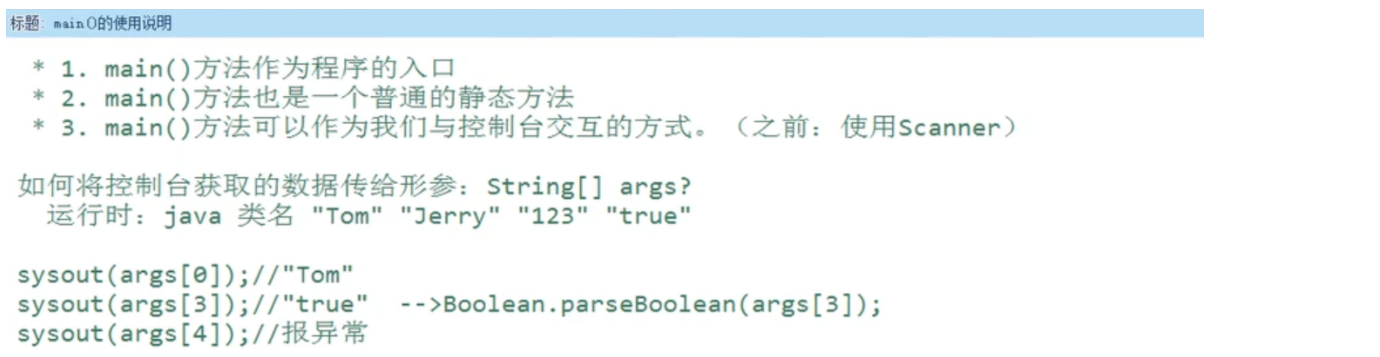 标题: main()的使用说明
* 1. main()方法作为程序的入口
* 2. main()方法也是一个普通的静态方法
* 3. main()方法可以作为我们与控制台交互的方式。（之前：使用Scanner）
如何将控制台获取的数据传给形参：String[] args?
运行时：java 类名 "Tom" "Jerry" "123" "true"
sysout(args[0]);//"Tom"
sysout(args[3]);//"true"  -->Boolean.parseBoolean(args[3]);
sysout(args[4]);//报异常